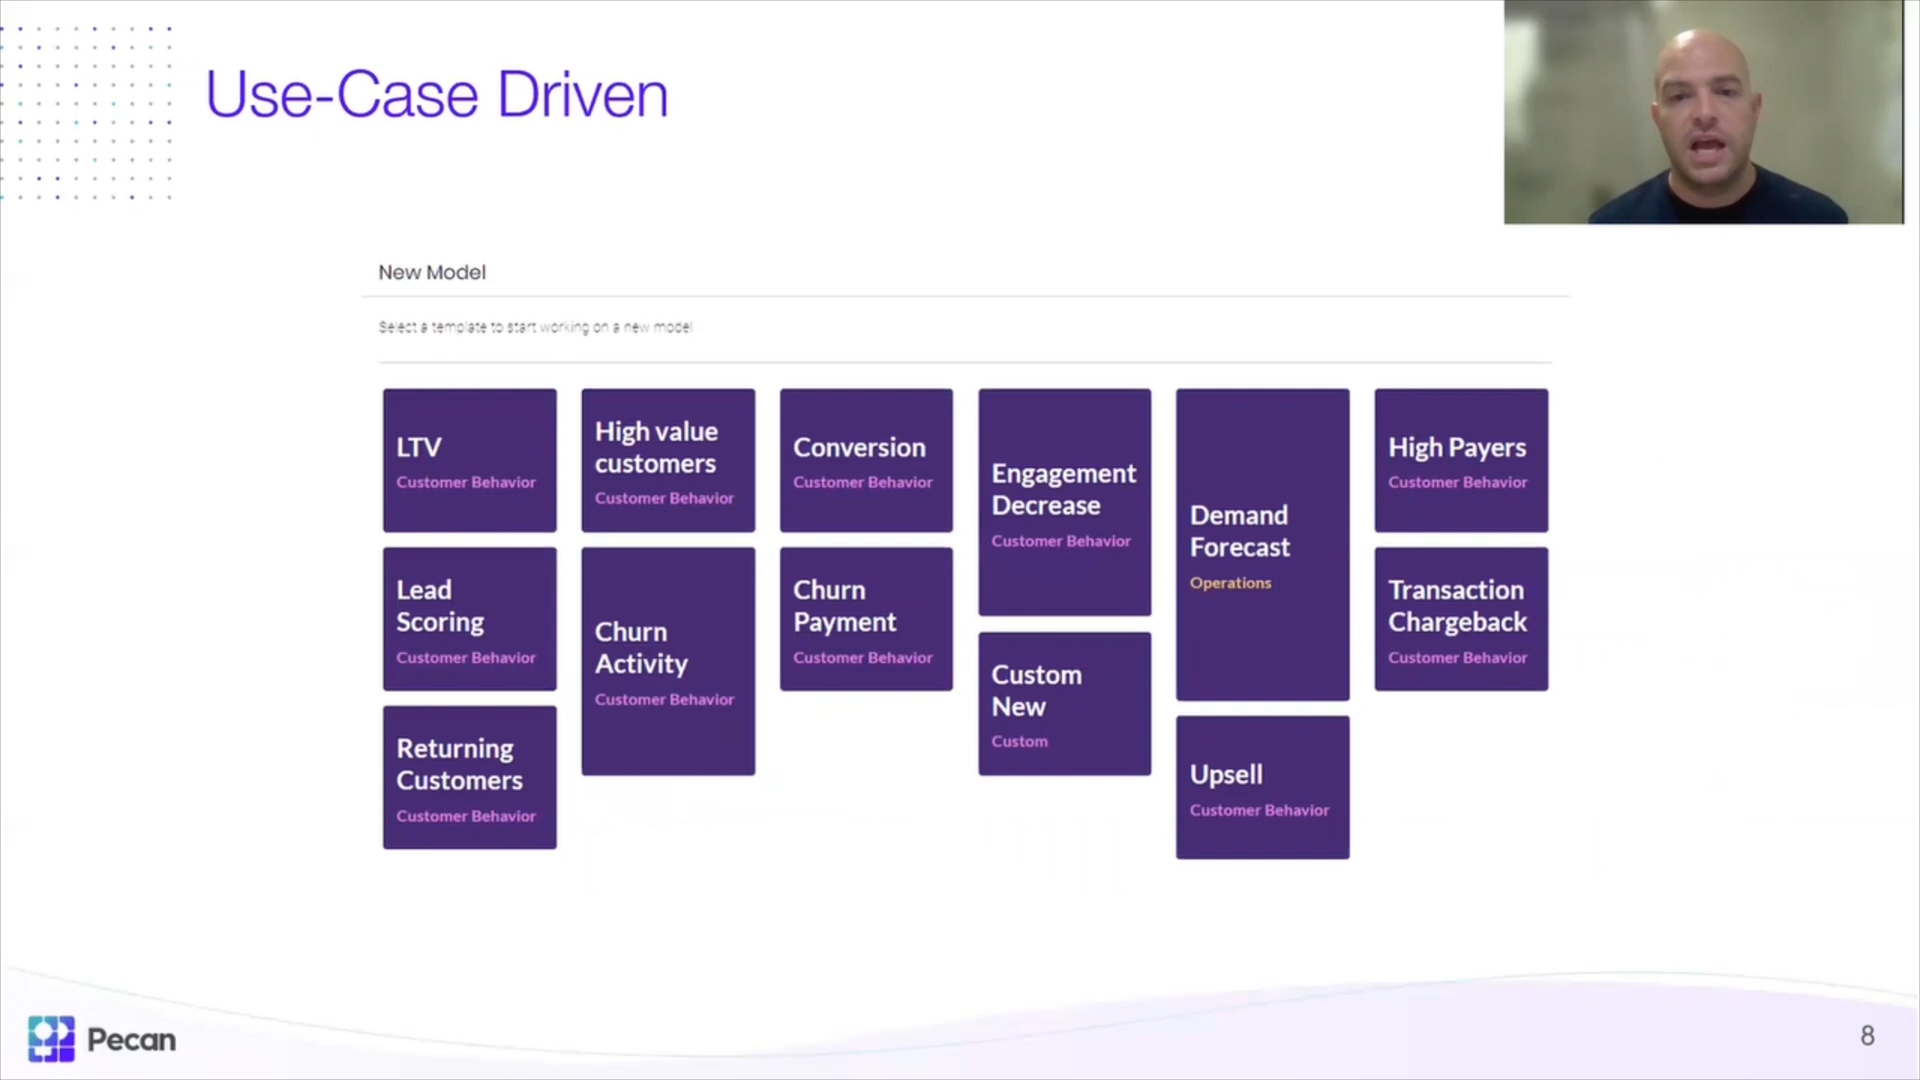 Use-Case Driven
New Model
Select a template to start working on a new model
LTV
Customer Behavior
High value
customers
Customer Behavior
Conversion
Customer Behavior
Engagement
Decrease
Customer Behavior
Demand
Forecast
Operations
High Payers
Customer Behavior
Lead
Scoring
Customer Behavior
Churn
Activity
Customer Behavior
Churn
Payment
Customer Behavior
Custom
New
Custom
Transaction
Chargeback
Customer Behavior
Returning
Customers
Customer Behavior
Upsell
Customer Behavior
Pecan
8